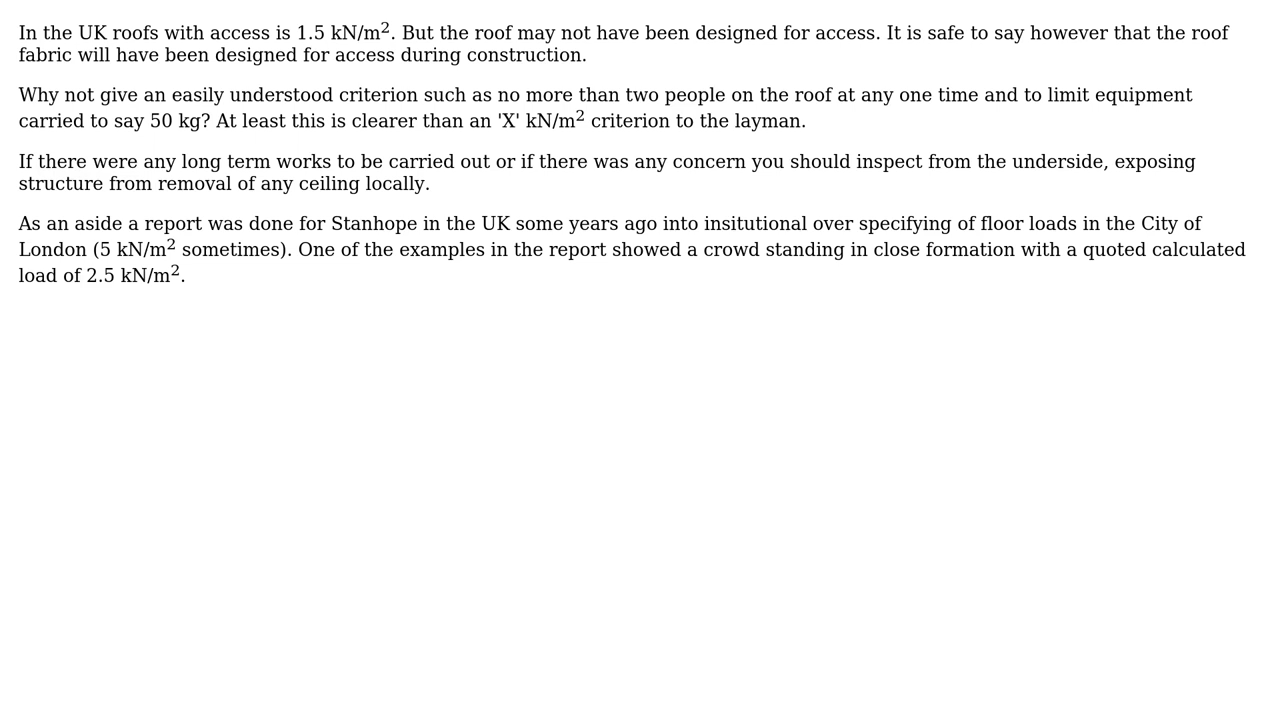 In the UK roofs with access is 1.5 kN/m². But the roof may not have been designed for access. It is safe to say however that the roof
fabric will have been designed for access during construction.
Why not give an easily understood criterion such as no more than two people on the roof at any one time and to limit equipment
carried to say 50 kg? At least this is clearer than an 'X' kN/m² criterion to the layman.
If there were any long term works to be carried out or if there was any concern you should inspect from the underside, exposing
structure from removal of any ceiling locally.
As an aside a report was done for Stanhope in the UK some years ago into insitutional over specifying of floor loads in the City of
London (5 kN/m² sometimes). One of the examples in the report showed a crowd standing in close formation with a quoted calculated
load of 2.5 kN/m².